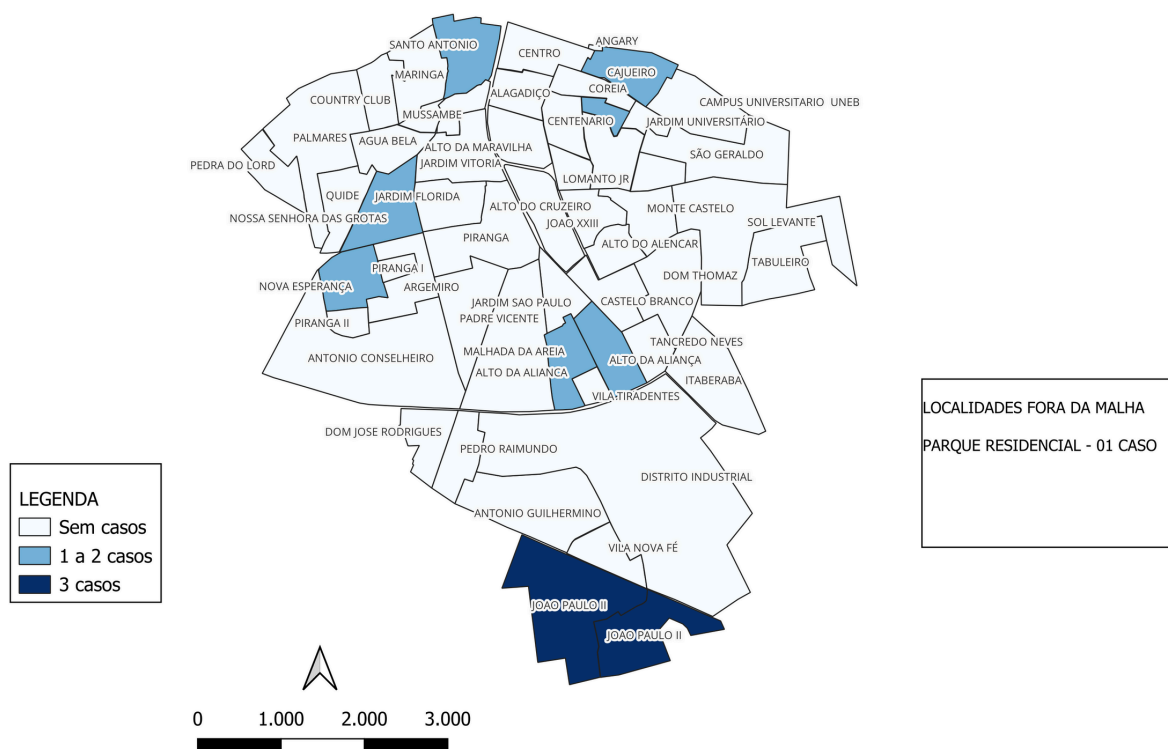 ANGARY
SANTO ANTONIO
CENTRO
CAJUEIRO
MARINGA
COREIA
ALAGADIÇO
COUNTRY CLUB
CAMPUS UNIVERSITARIO UNEB
MUSSAMBE
CENTENARIO
JARDIM UNIVERSITÁRIO
PALMARES
AGUA BELA
ALTO DA MARAVILHA
SÃO GERALDO
PEDRA DO LORD
JARDIM VITORIA
LOMANTO JR
QUIDE
JARDIM FLORIDA
ALTO DO CRUZEIRO
MONTE CASTELO
NOSSA SENHORA DAS GROTAS
JOAO XXIII
SOL LEVANTE
PIRANGA
ALTO DO ALENCAR
TABULEIRO
PIRANGA I
DOM THOMAZ
NOVA ESPERANÇA
ARGEMIRO
JARDIM SAO PAULO
CASTELO BRANCO
PIRANGA II
PADRE VICENTE
TANCREDO NEVES
MALHADA DA AREIA
ANTONIO CONSELHEIRO
ALTO DA ALIANÇA
ALTO DA ALIANCA
ITABERABA
VILA TIRADENTES
DOM JOSE RODRIGUES
PEDRO RAIMUNDO
DISTRITO INDUSTRIAL
ANTONIO GUILHERMINO
VILA NOVA FÉ
JOAO PAULO II
JOAO PAULO II
LOCALIDADES FORA DA MALHA
PARQUE RESIDENCIAL - 01 CASO
LEGENDA
Sem casos
1 a 2 casos
3 casos
0 1.000 2.000 3.000